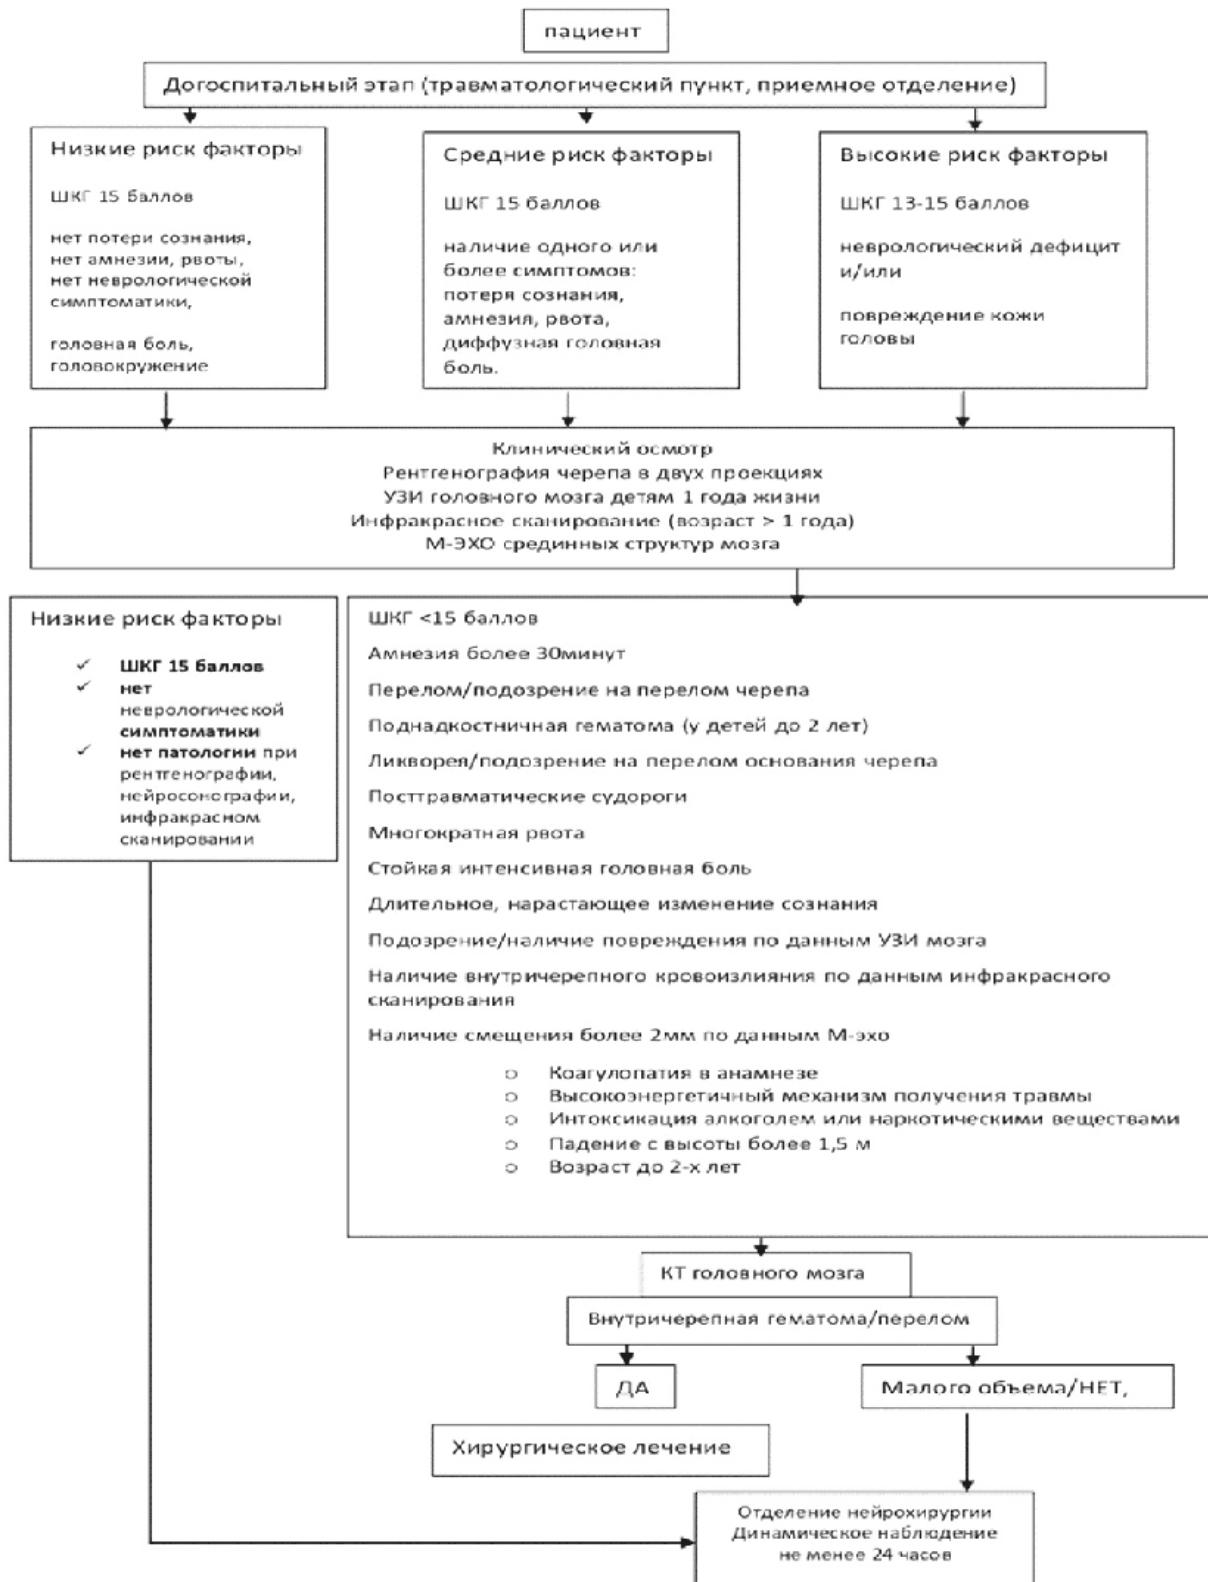 пациент
Догоспитальный этап (травматологический пункт, приемное отделение)
Низкие риск факторы
ШКГ 15 баллов
нет потери сознания,
нет амнезии, рвоты,
нет неврологической
симптоматики,
головная боль,
головокружение
Средние риск факторы
ШКГ 15 баллов
наличие одного или
более симптомов:
потеря сознания,
амнезия, рвота,
диффузная головная
боль.
Высокие риск факторы
ШКГ 13-15 баллов
неврологический дефицит
и/или
повреждение кожи
головы
Клинический осмотр
Рентгенография черепа в двух проекциях
УЗИ головного мозга детям 1 года жизни
Инфракрасное сканирование (возраст > 1 года)
М-ЭХО срединных структур мозга
Низкие риск факторы
✓ ШКГ 15 баллов
✓ нет
неврологической
симптоматики
✓ нет патологии при
рентгенографии,
нейросонографии,
инфракрасном
сканировании
ШКГ <15 баллов
Амнезия более 30минут
Перелом/подозрение на перелом черепа
Поднадкостничная гематома (у детей до 2 лет)
Ликворея/подозрение на перелом основания черепа
Посттравматические судороги
Многократная рвота
Стойкая интенсивная головная боль
Длительное, нарастающее изменение сознания
Подозрение/наличие повреждения по данным УЗИ мозга
Наличие внутричерепного кровоизлияния по данным инфракрасного
сканирования
Наличие смещения более 2мм по данным М-эхо
o Коагулопатия в анамнезе
o Высокоэнергетичный механизм получения травмы
o Интоксикация алкоголем или наркотическими веществами
o Падение с высоты более 1,5 м
o Возраст до 2-х лет
КТ головного мозга
Внутричерепная гематома/перелом
ДА
Малого объема/НЕТ,
Хирургическое лечение
Отделение нейрохирургии
Динамическое наблюдение
не менее 24 часов